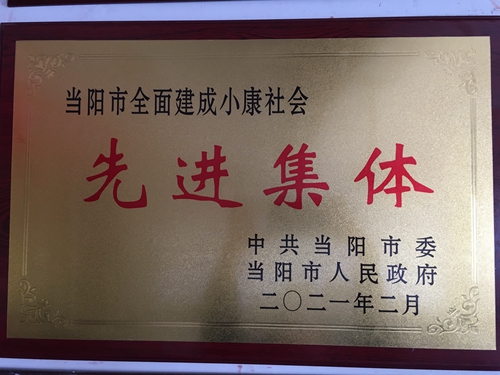 当阳市全面建成小康社会
先进集体
中共当阳市委
当阳市人民政府
二〇二一年二月